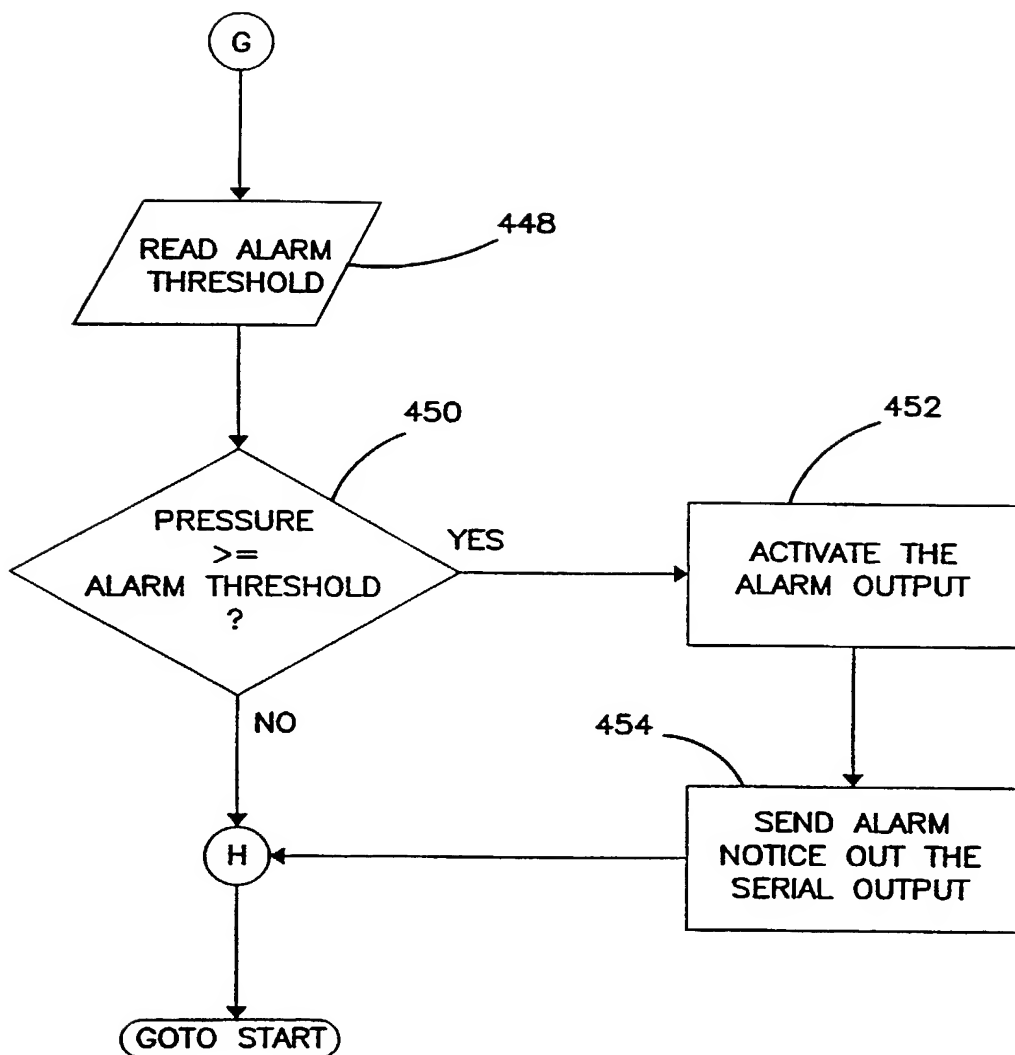 G
READ ALARM
THRESHOLD
448
450
PRESSURE
>=
ALARM THRESHOLD
?
YES
452
ACTIVATE THE
ALARM OUTPUT
NO
454
SEND ALARM
NOTICE OUT THE
SERIAL OUTPUT
H
GOTO START